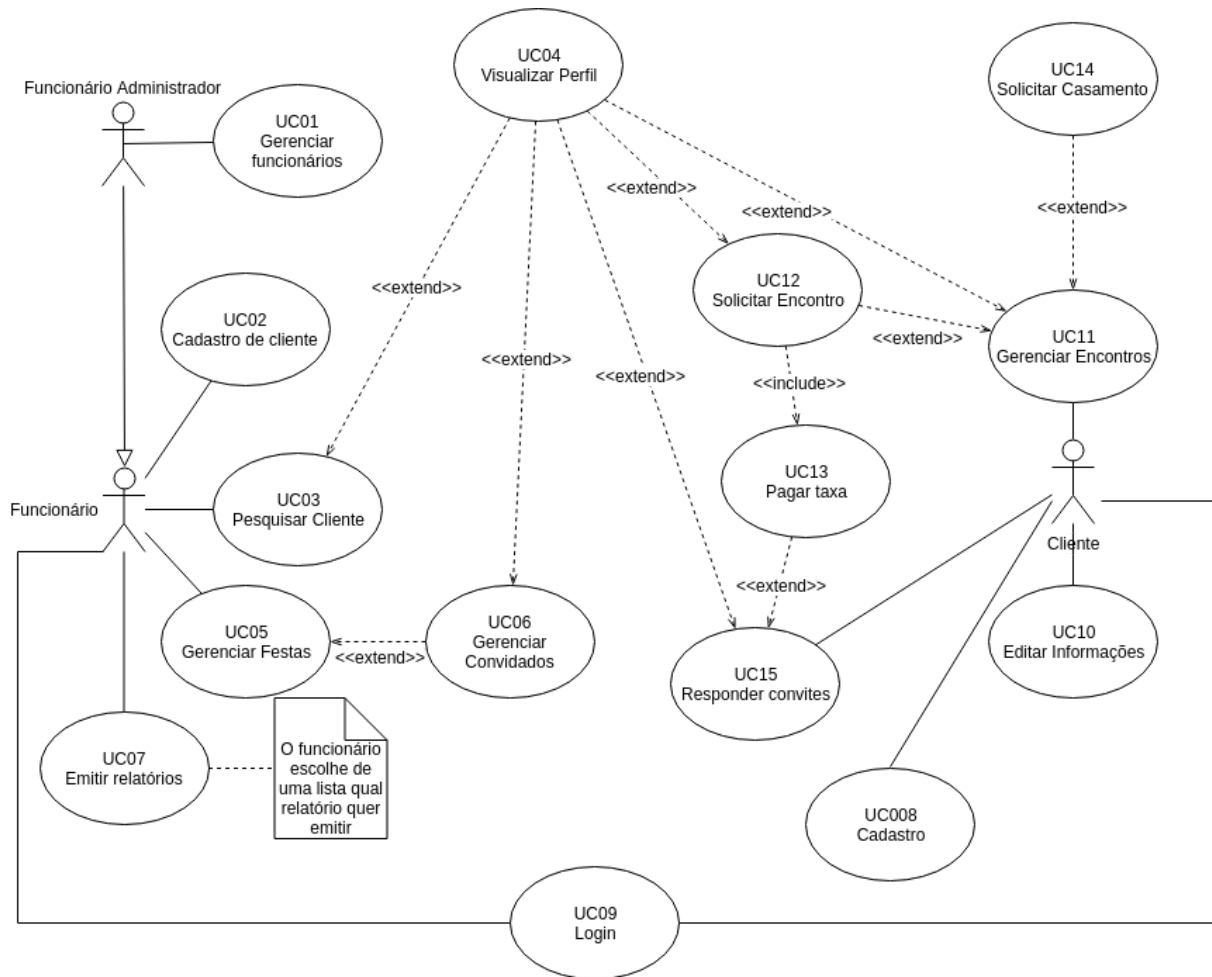 UC04
Visualizar Perfil
UC14
Solicitar Casamento
Funcionário Administrador
UC01
Gerenciar
funcionários
<<extend>>
<<extend>>
<<extend>>
UC12
Solicitar Encontro
<<extend>>
UC02
Cadastro de cliente
UC11
Gerenciar Encontros
<<extend>>
<<extend>>
<<extend>>
<<include>>
UC13
Pagar taxa
Funcionário
UC03
Pesquisar Cliente
Cliente
<<extend>>
UC05
Gerenciar Festas
<<extend>>
UC06
Gerenciar
Convidados
UC15
Responder convites
UC10
Editar Informações
UC07
Emitir relatórios
O funcionário
escolhe de
uma lista qual
relatório quer
emitir
UC008
Cadastro
UC09
Login